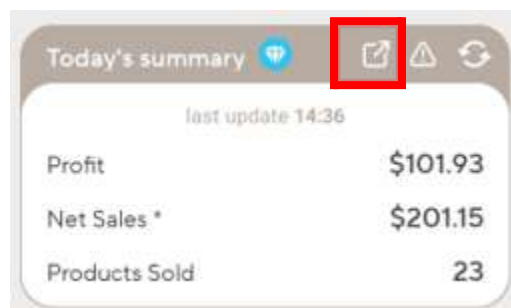 Today's summary
last update 14:36
Profit $101.93
Net Sales * $201.15
Products Sold 23